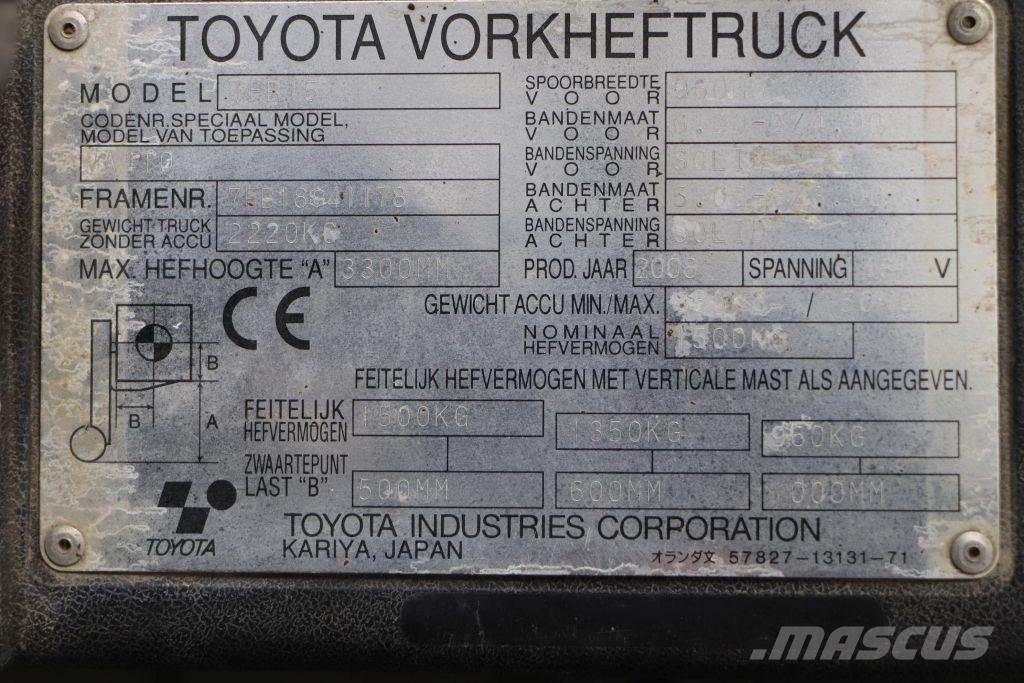 TOYOTA VORKHEFTRUCK
MODEL
CODENR.SPECIAAL MODEL,
MODEL VAN TOEPASSING
FRAMENR.
GEWICHT TRUCK ZONDER ACCU 2220KG
MAX. HEFHOOGTE "A" 3300MM
SPOORBREEDTE VOOR
BANDENMAAT VOOR
BANDENSPANNING VOOR
BANDENMAAT ACHTER
BANDENSPANNING ACHTER
PROD. JAAR 2008 SPANNING V
GEWICHT ACCU MIN./MAX. /
NOMINAAL HEFVERMOGEN 1500KG
CE
B
B A
FEITELIJK HEFVERMOGEN MET VERTICALE MAST ALS AANGEGEVEN.
FEITELIJK HEFVERMOGEN 1500KG 1350KG
ZWAARTEPUNT LAST "B" 500MM 600MM
TOYOTA
TOYOTA INDUSTRIES CORPORATION
KARIYA, JAPAN オランダ文 57827-13131-71
MASCUS